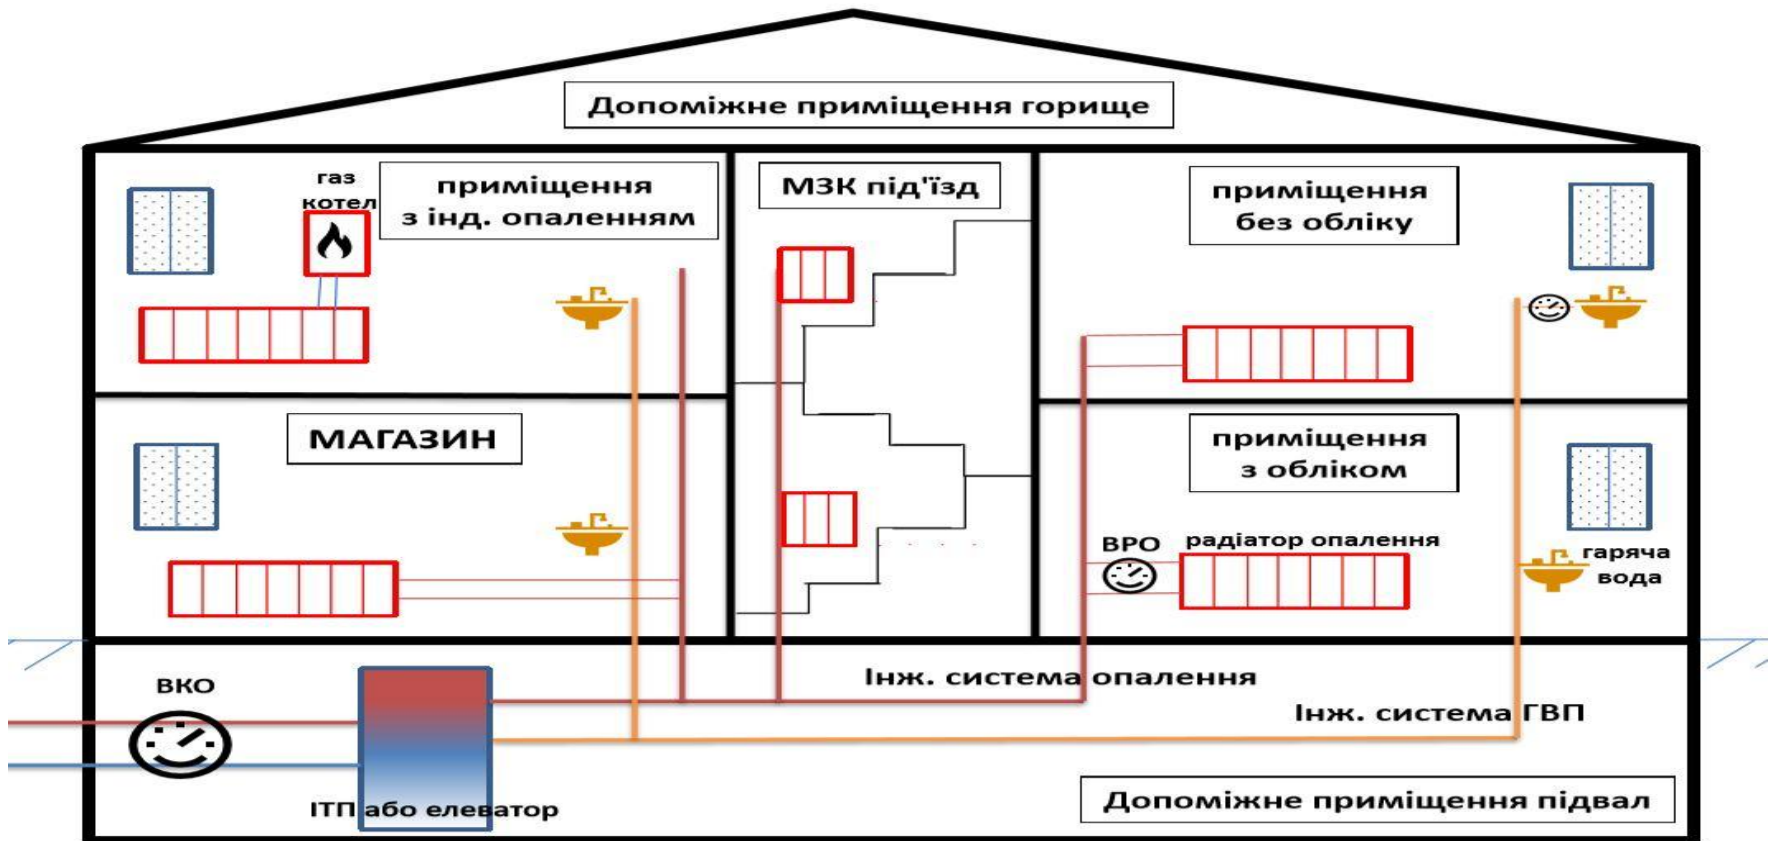 Допоміжне приміщення горище
газ
котел
приміщення
з інд. опаленням
МЗК під'їзд
приміщення
без обліку
МАГАЗИН
приміщення
з обліком
ВРО
радіатор опалення
гаряча
вода
ВКО
Інж. система опалення
Інж. система ГВП
ІТП або елеватор
Допоміжне приміщення підвал